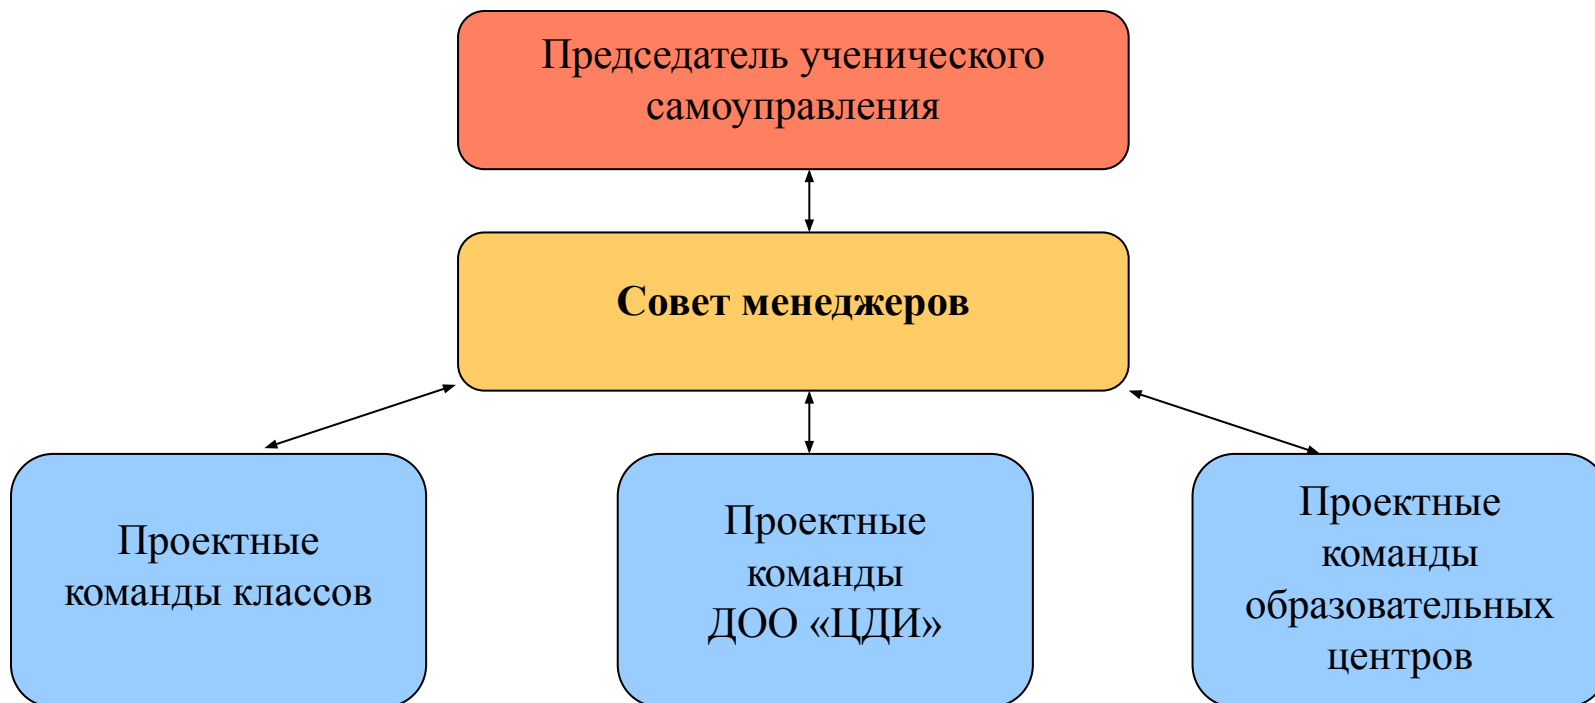 Председатель ученического
самоуправления
Совет менеджеров
Проектные
команды классов
Проектные
команды
ДОО «ЦДИ»
Проектные
команды
образовательных
центров